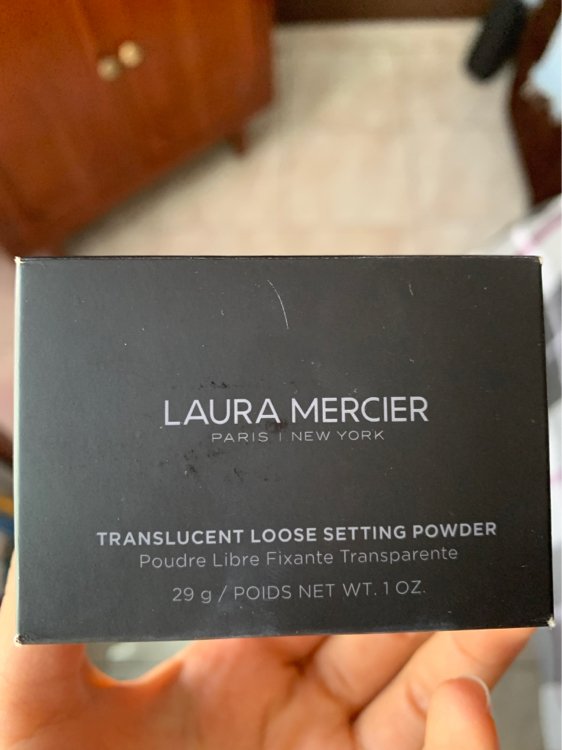 LAURA MERCIER
PARIS | NEW YORK
TRANSLUCENT LOOSE SETTING POWDER
Poudre Libre Fixante Transparente
29 g / POIDS NET WT. 1 OZ.